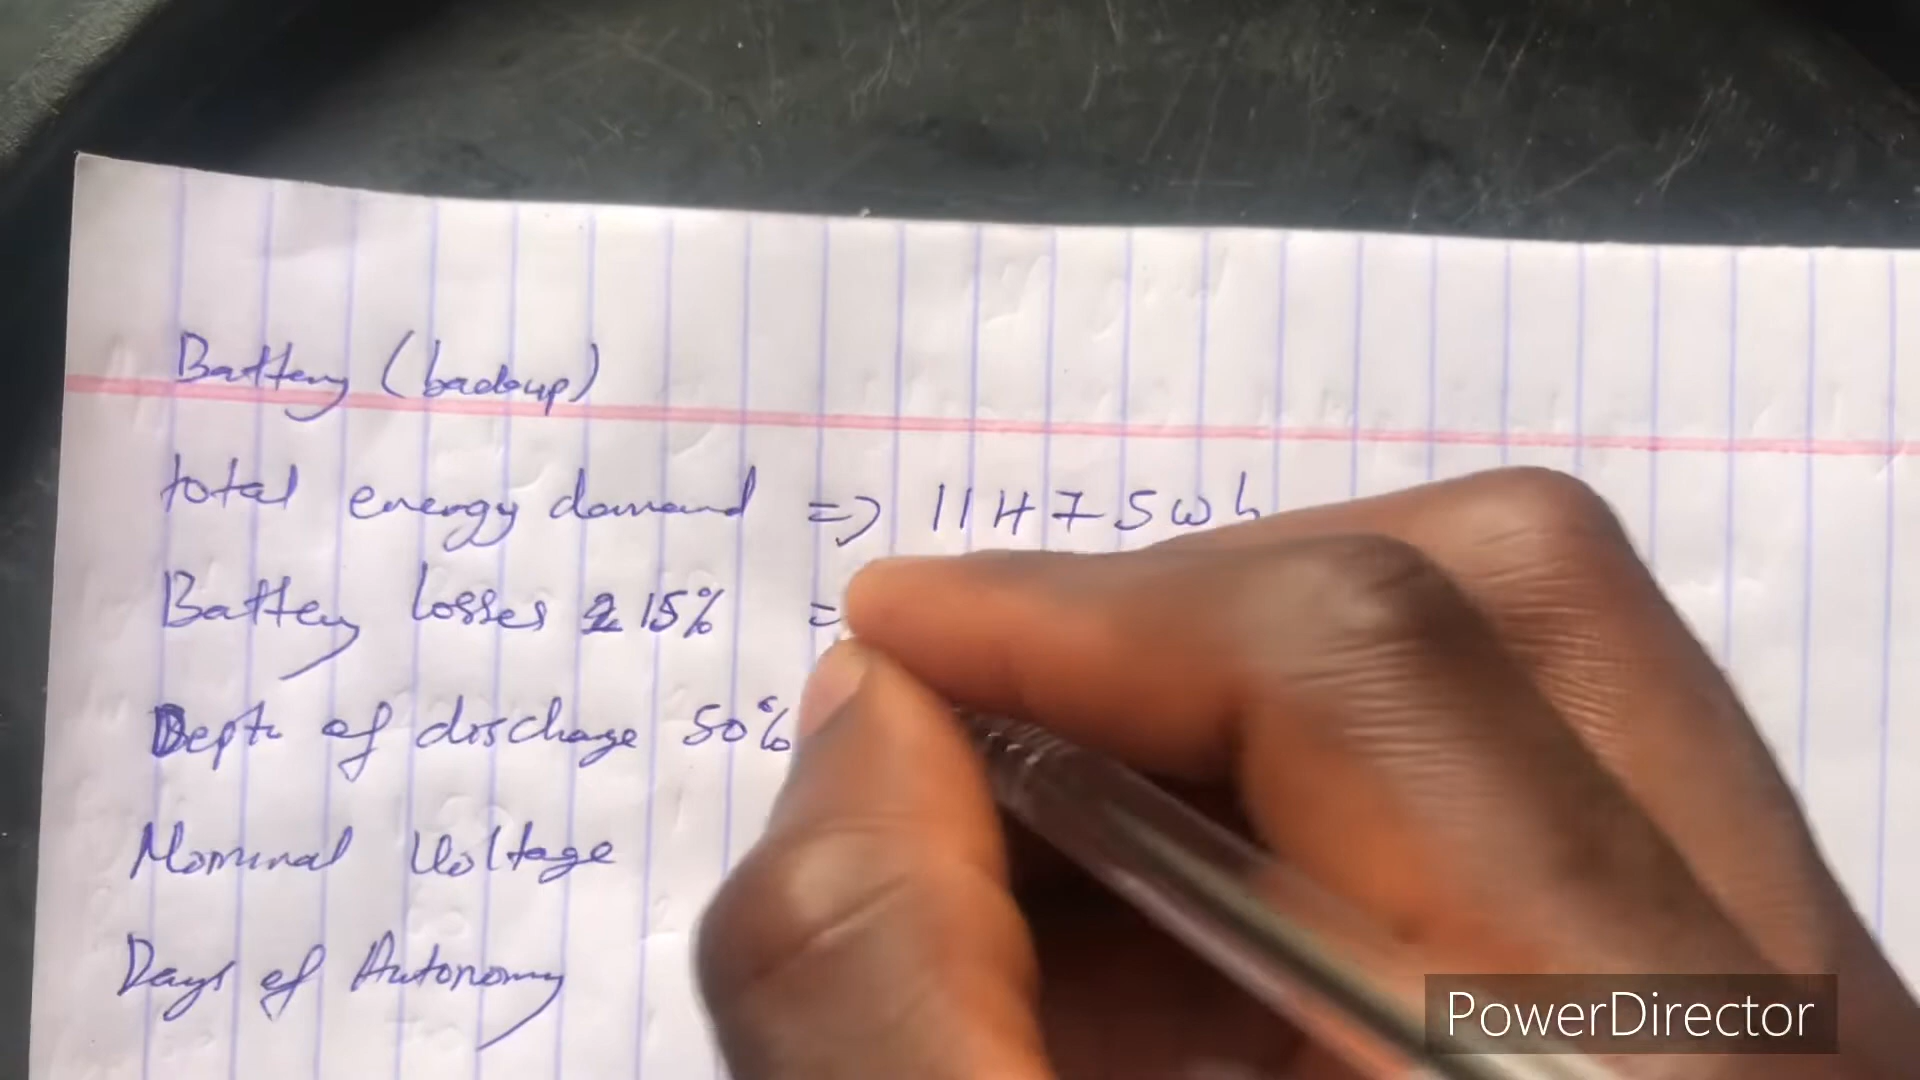 Battery (backup)
total energy demand => 11475wh
Battery losses 15% =
Depth of discharge 50%
Nominal Voltage
Days of Autonomy
PowerDirector